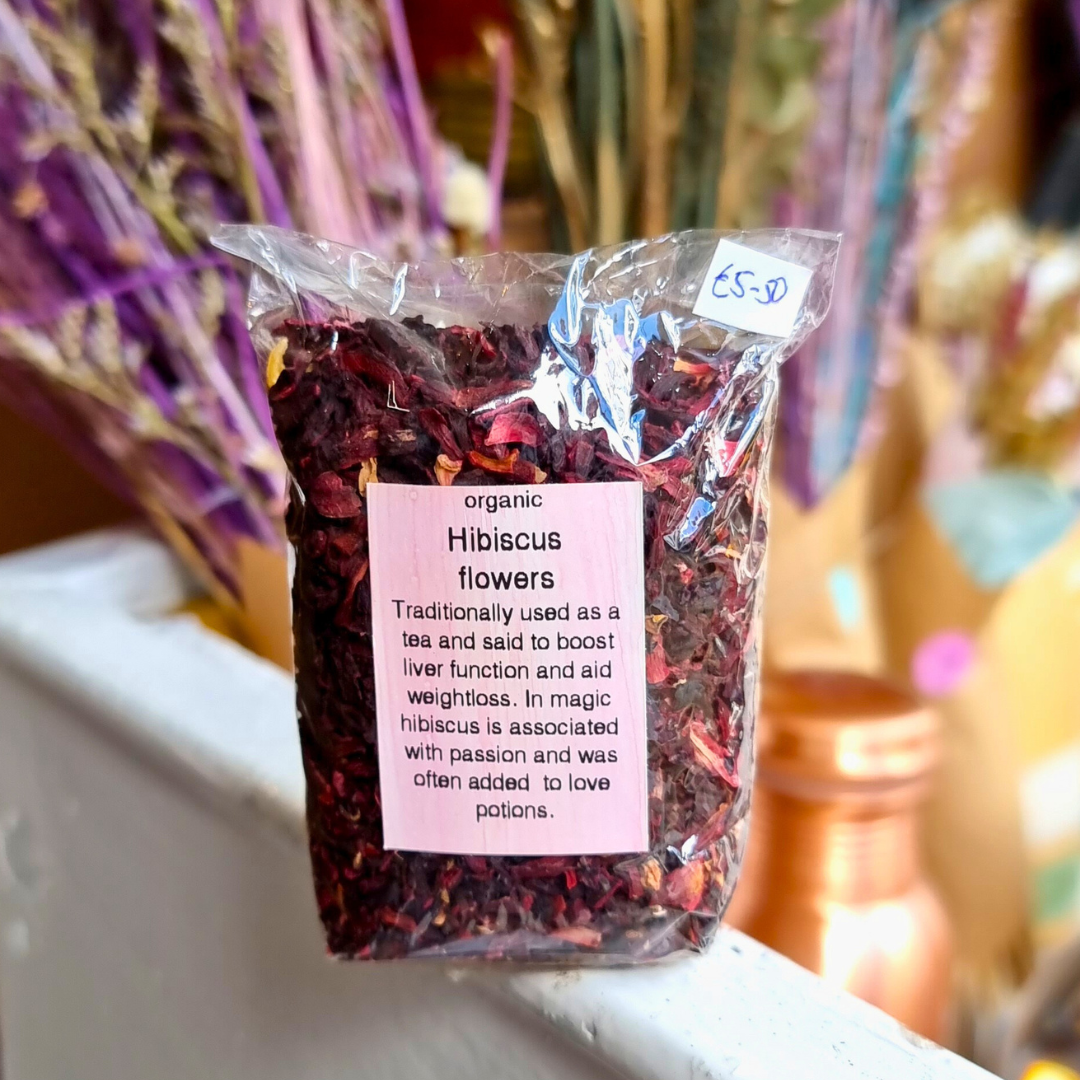 £5-50
organic
Hibiscus
flowers
Traditionally used as a
tea and said to boost
liver function and aid
weightloss. In magic
hibiscus is associated
with passion and was
often added to love
potions.